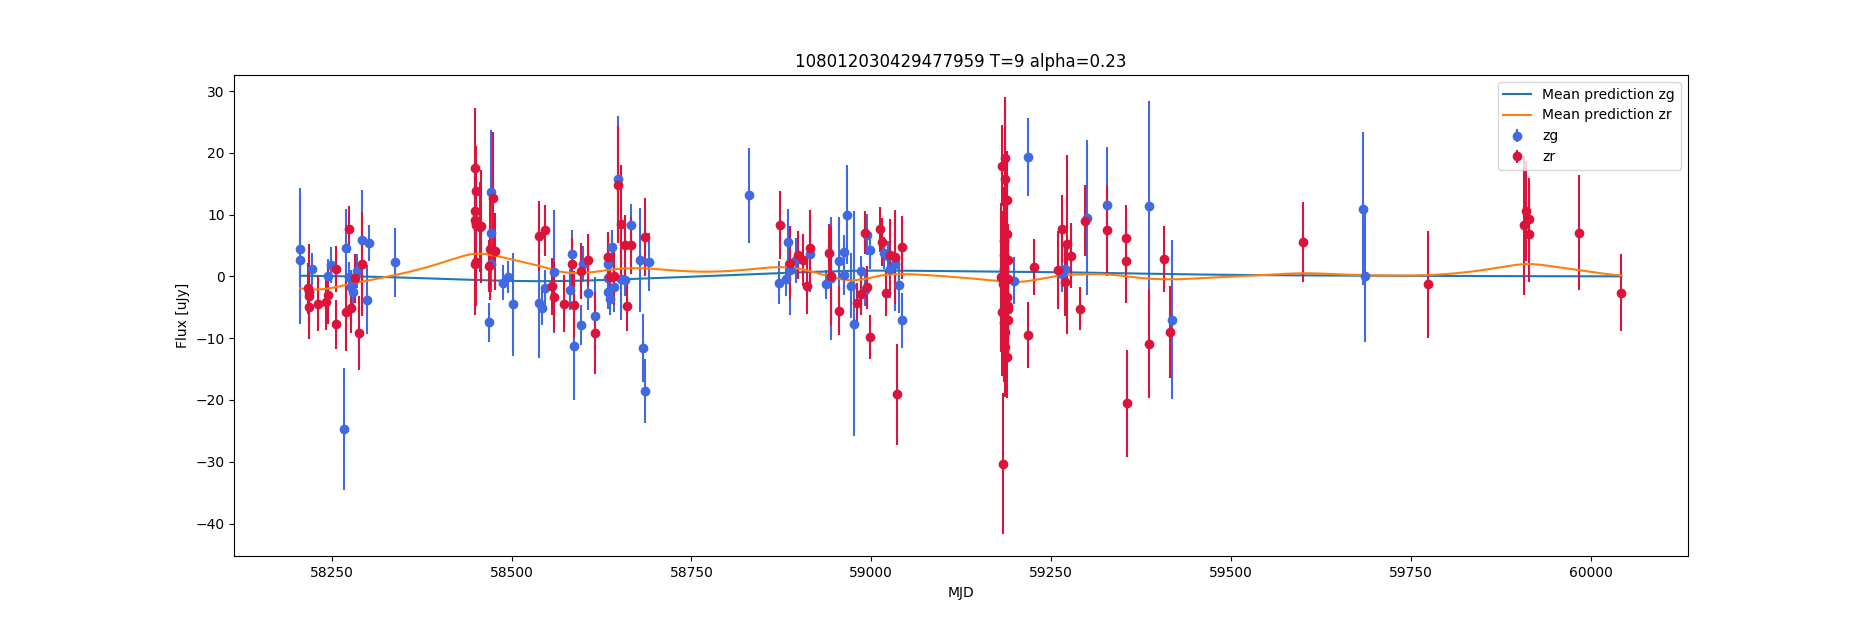 108012030429477959 T=9 alpha=0.23
Flux [uJy]
30
20
10
0
−10
−20
−30
−40
Mean prediction zg
Mean prediction zr
zg
zr
58250
58500
58750
59000
59250
59500
59750
60000
MJD